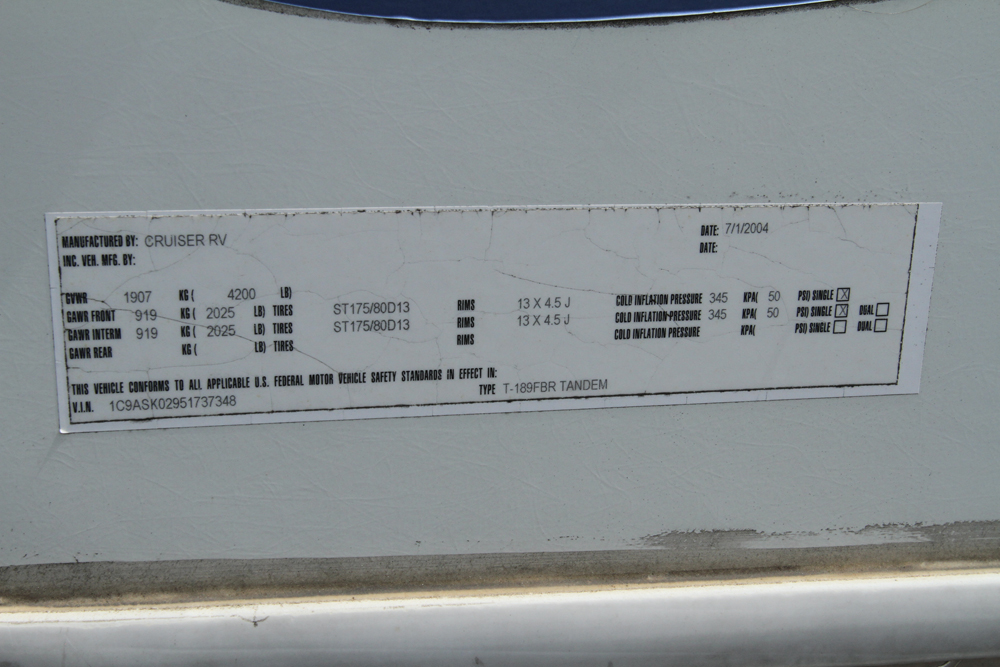 MANUFACTURED BY: CRUISER RV DATE: 7/1/2004
INC. VEH. MFG. BY: DATE:
GVWR 1907 KG ( 4200 LB)
GAWR FRONT 919 KG ( 2025 LB) TIRES ST175/80D13 RIMS 13 X 4.5 J COLD INFLATION PRESSURE 345 KPA( 50 PSI) SINGLE X
GAWR INTERM 919 KG ( 2025 LB) TIRES ST175/80D13 RIMS 13 X 4.5 J COLD INFLATION PRESSURE 345 KPA( 50 PSI) SINGLE X DUAL
GAWR REAR KG ( LB) TIRES RIMS COLD INFLATION PRESSURE KPA( PSI) SINGLE DUAL
THIS VEHICLE CONFORMS TO ALL APPLICABLE U.S. FEDERAL MOTOR VEHICLE SAFETY STANDARDS IN EFFECT IN:
V.I.N. 1C9ASK02951737348 TYPE T-189FBR TANDEM